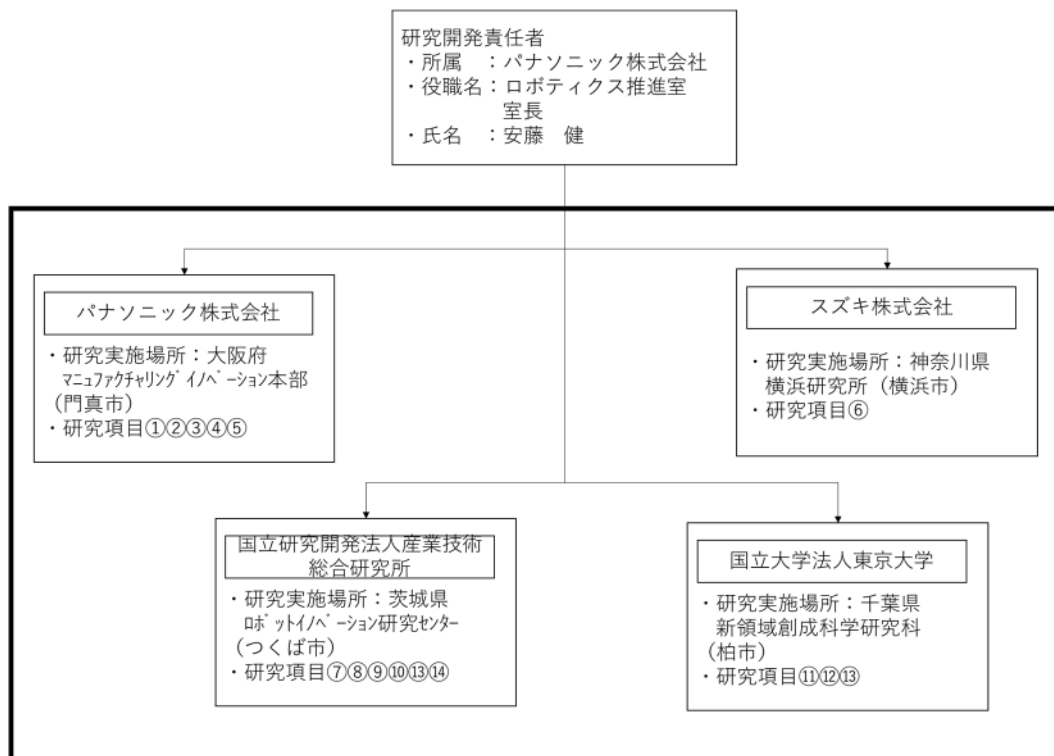 研究開発責任者
・所属　：パナソニック株式会社
・役職名：ロボティクス推進室
室長
・氏名　：安藤　健
パナソニック株式会社
・研究実施場所：大阪府
ﾏﾆｭﾌｧｸﾁｬﾘﾝｸﾞｲﾉﾍﾞｰｼｮﾝ本部
（門真市）
・研究項目①②③④⑤
スズキ株式会社
・研究実施場所：神奈川県
横浜研究所（横浜市）
・研究項目⑥
国立研究開発法人産業技術
総合研究所
・研究実施場所：茨城県
ﾛﾎﾞｯﾄｲﾉﾍﾞｰｼｮﾝ研究ｾﾝﾀｰ
（つくば市）
・研究項目⑦⑧⑨⑩⑬⑭
国立大学法人東京大学
・研究実施場所：千葉県
新領域創成科学研究科
（柏市）
・研究項目⑪⑫⑬